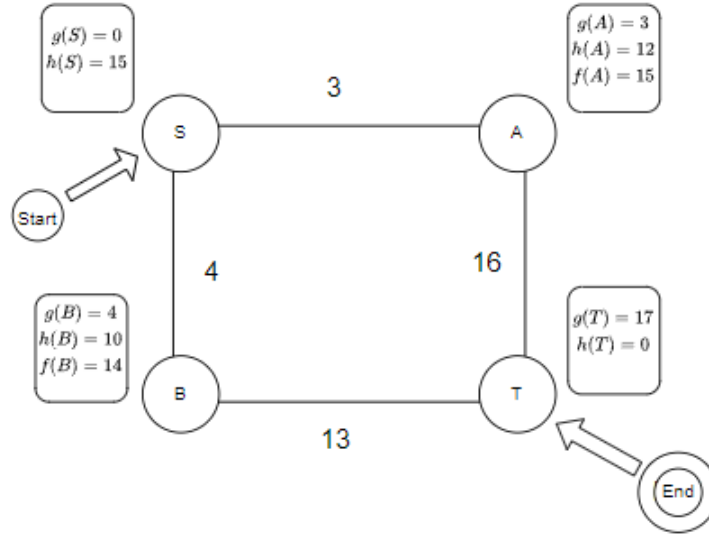 g(S) = 0
h(S) = 15
g(A) = 3
h(A) = 12
f(A) = 15
3
S
A
Start
4
16
g(B) = 4
h(B) = 10
f(B) = 14
g(T) = 17
h(T) = 0
B
T
13
End